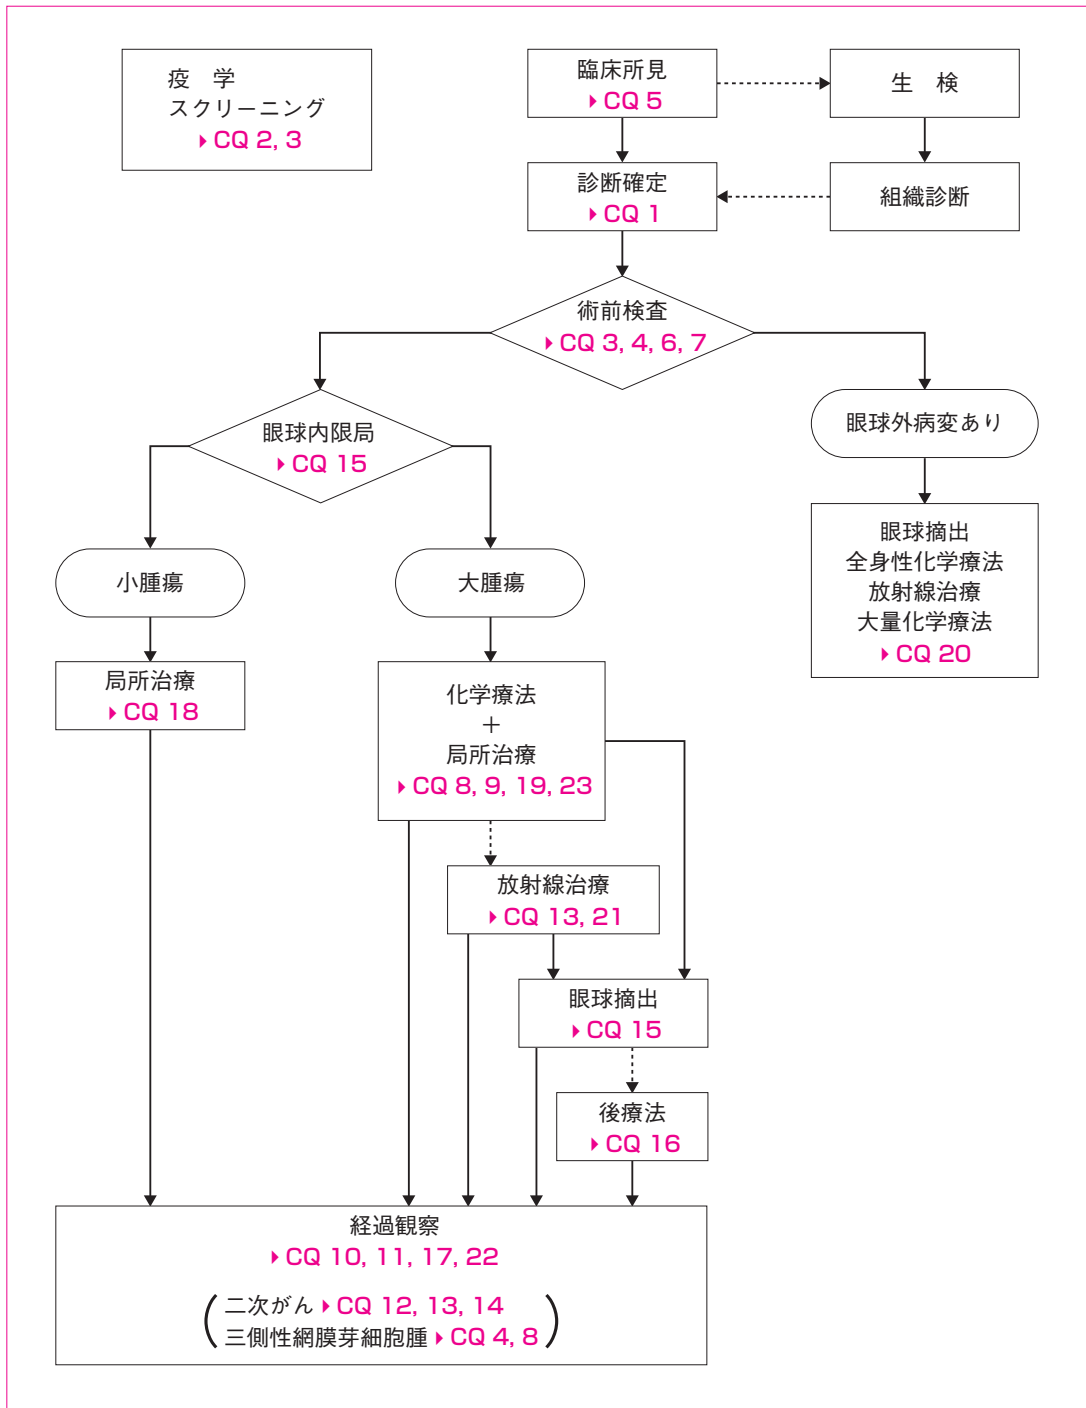 疫　学
スクリーニング
▶ CQ 2, 3
臨床所見
▶ CQ 5
生　検
診断確定
▶ CQ 1
組織診断
術前検査
▶ CQ 3, 4, 6, 7
眼球内限局
▶ CQ 15
眼球外病変あり
小腫瘍
大腫瘍
眼球摘出
全身性化学療法
放射線治療
大量化学療法
▶ CQ 20
局所治療
▶ CQ 18
化学療法
＋
局所治療
▶ CQ 8, 9, 19, 23
放射線治療
▶ CQ 13, 21
眼球摘出
▶ CQ 15
後療法
▶ CQ 16
経過観察
▶ CQ 10, 11, 17, 22
(二次がん ▶ CQ 12, 13, 14
三側性網膜芽細胞腫 ▶ CQ 4, 8)